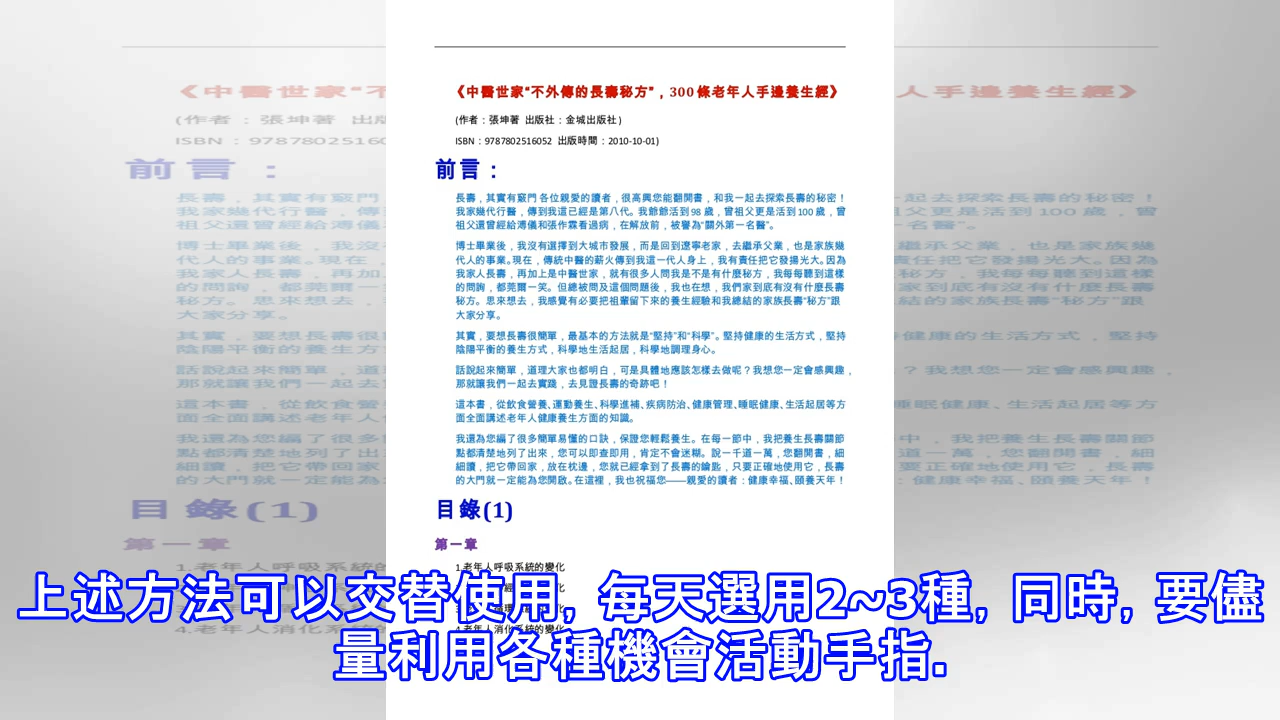 《中醫世家“不外傳的長壽秘方”，300條老年人手邊養生經》
(作者：張坤著 出版社：金城出版社)
ISBN：9787802516052 出版時間：2010-10-01)
前言：
長壽，其實有竅門 各位親愛的讀者，很高興您能翻開書，和我一起去探索長壽的秘密！
我家幾代行醫，傳到我這已經是第八代。我爺爺活到98歲，曾祖父更是活到100歲，曾
祖父還曾經給溥儀和張作霖看過病，在解放前，被譽為“關外第一名醫”。
博士畢業後，我沒有選擇到大城市發展，而是回到遼寧老家，去繼承父業，也是家族幾
代人的事業。現在，傳統中醫的薪火傳到我這一代人身上，我有責任把它發揚光大。因為
我家人長壽，再加上是中醫世家，就有很多人問我是不是有什麼秘方，我每每聽到這樣
的問詢，都莞爾一笑。但總被問及這個問題後，我也在想，我們家到底有沒有什麼長壽
秘方。思來想去，我感覺有必要把祖輩留下來的養生經驗和我總結的家族長壽“秘方”跟
大家分享。
其實，要想長壽很簡單，最基本的方法就是“堅持”和“科學”。堅持健康的生活方式，堅持
陰陽平衡的養生方式，科學地生活起居，科學地調理身心。
話說起來簡單，道理大家也都明白，可是具體地應該怎樣去做呢？我想您一定會感興趣，
那就讓我們一起去實踐，去見證長壽的奇跡吧！
這本書，從飲食營養、運動養生、科學進補、疾病防治、健康管理、睡眠健康、生活起居等方
面全面講述老年人健康養生方面的知識。
我還為您編了很多簡單易懂的口訣，保證您輕鬆養生。在每一節中，我把養生長壽關節
點都清楚地列了出來，您可以即查即用，肯定不會迷糊。說一千道一萬，您翻開書，細
細讀，把它帶回家，放在枕邊，您就已經拿到了長壽的鑰匙，只要正確地使用它，長壽
的大門就一定能為您開啟。在這裡，我也祝福您——親愛的讀者：健康幸福、頤養天年！
目錄(1)
第一章
1.老年人呼吸系統的變化
4.老年人消化系統的變化
上述方法可以交替使用, 每天選用2~3種, 同時, 要儘
量利用各種機會活動手指.